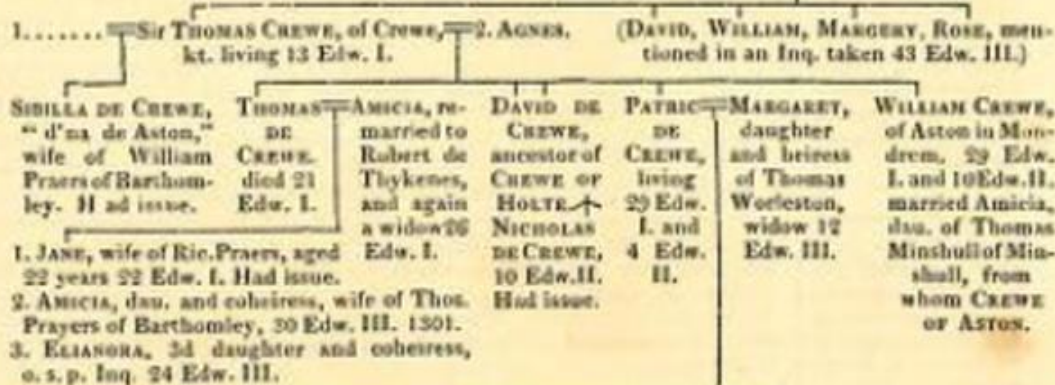 1........ Sir THOMAS CREWE, of Crewe, 2. AGNES.
kt. living 13 Edw. I.
(DAVID, WILLIAM, MARGERY, ROSE, men-
tioned in an Inq. taken 43 Edw. III.)
SIBILLA DE CREWE,
" d'na de Aston,"
wife of William
Praers of Barthom-
ley. Had issue.
THOMAS
DE
CREWE.
died 21
Edw. I.
AMICIA, re-
married to
Robert de
Thykenes,
and again
a widow 26
Edw. I.
DAVID DE
CREWE,
ancestor of
CREWE OF
HOLTE
NICHOLAS
DE CREWE,
10 Edw.II.
Had issue.
PATRIC
DE
CREWE,
living
29 Edw.
I. and
4 Edw.
II.
MARGARET,
daughter
and heiress
of Thomas
Worleston,
widow 12
Edw. III.
WILLIAM CREWE,
of Aston in Mon-
drem, 29 Edw.
I. and 10 Edw. II.
married Amicia,
dau. of Thomas
Minshull of Min-
shull, from
whom CREWE
OF ASTON.
1. JANE, wife of Ric. Praers, aged
22 years 22 Edw. I. Had issue.
2. AMICIA, dau. and coheiress, wife of Thos.
Prayers of Barthomley, 30 Edw. III. 1301.
3. ELIANORA, 3d daughter and coheiress,
o. s. p. Inq. 24 Edw. III.